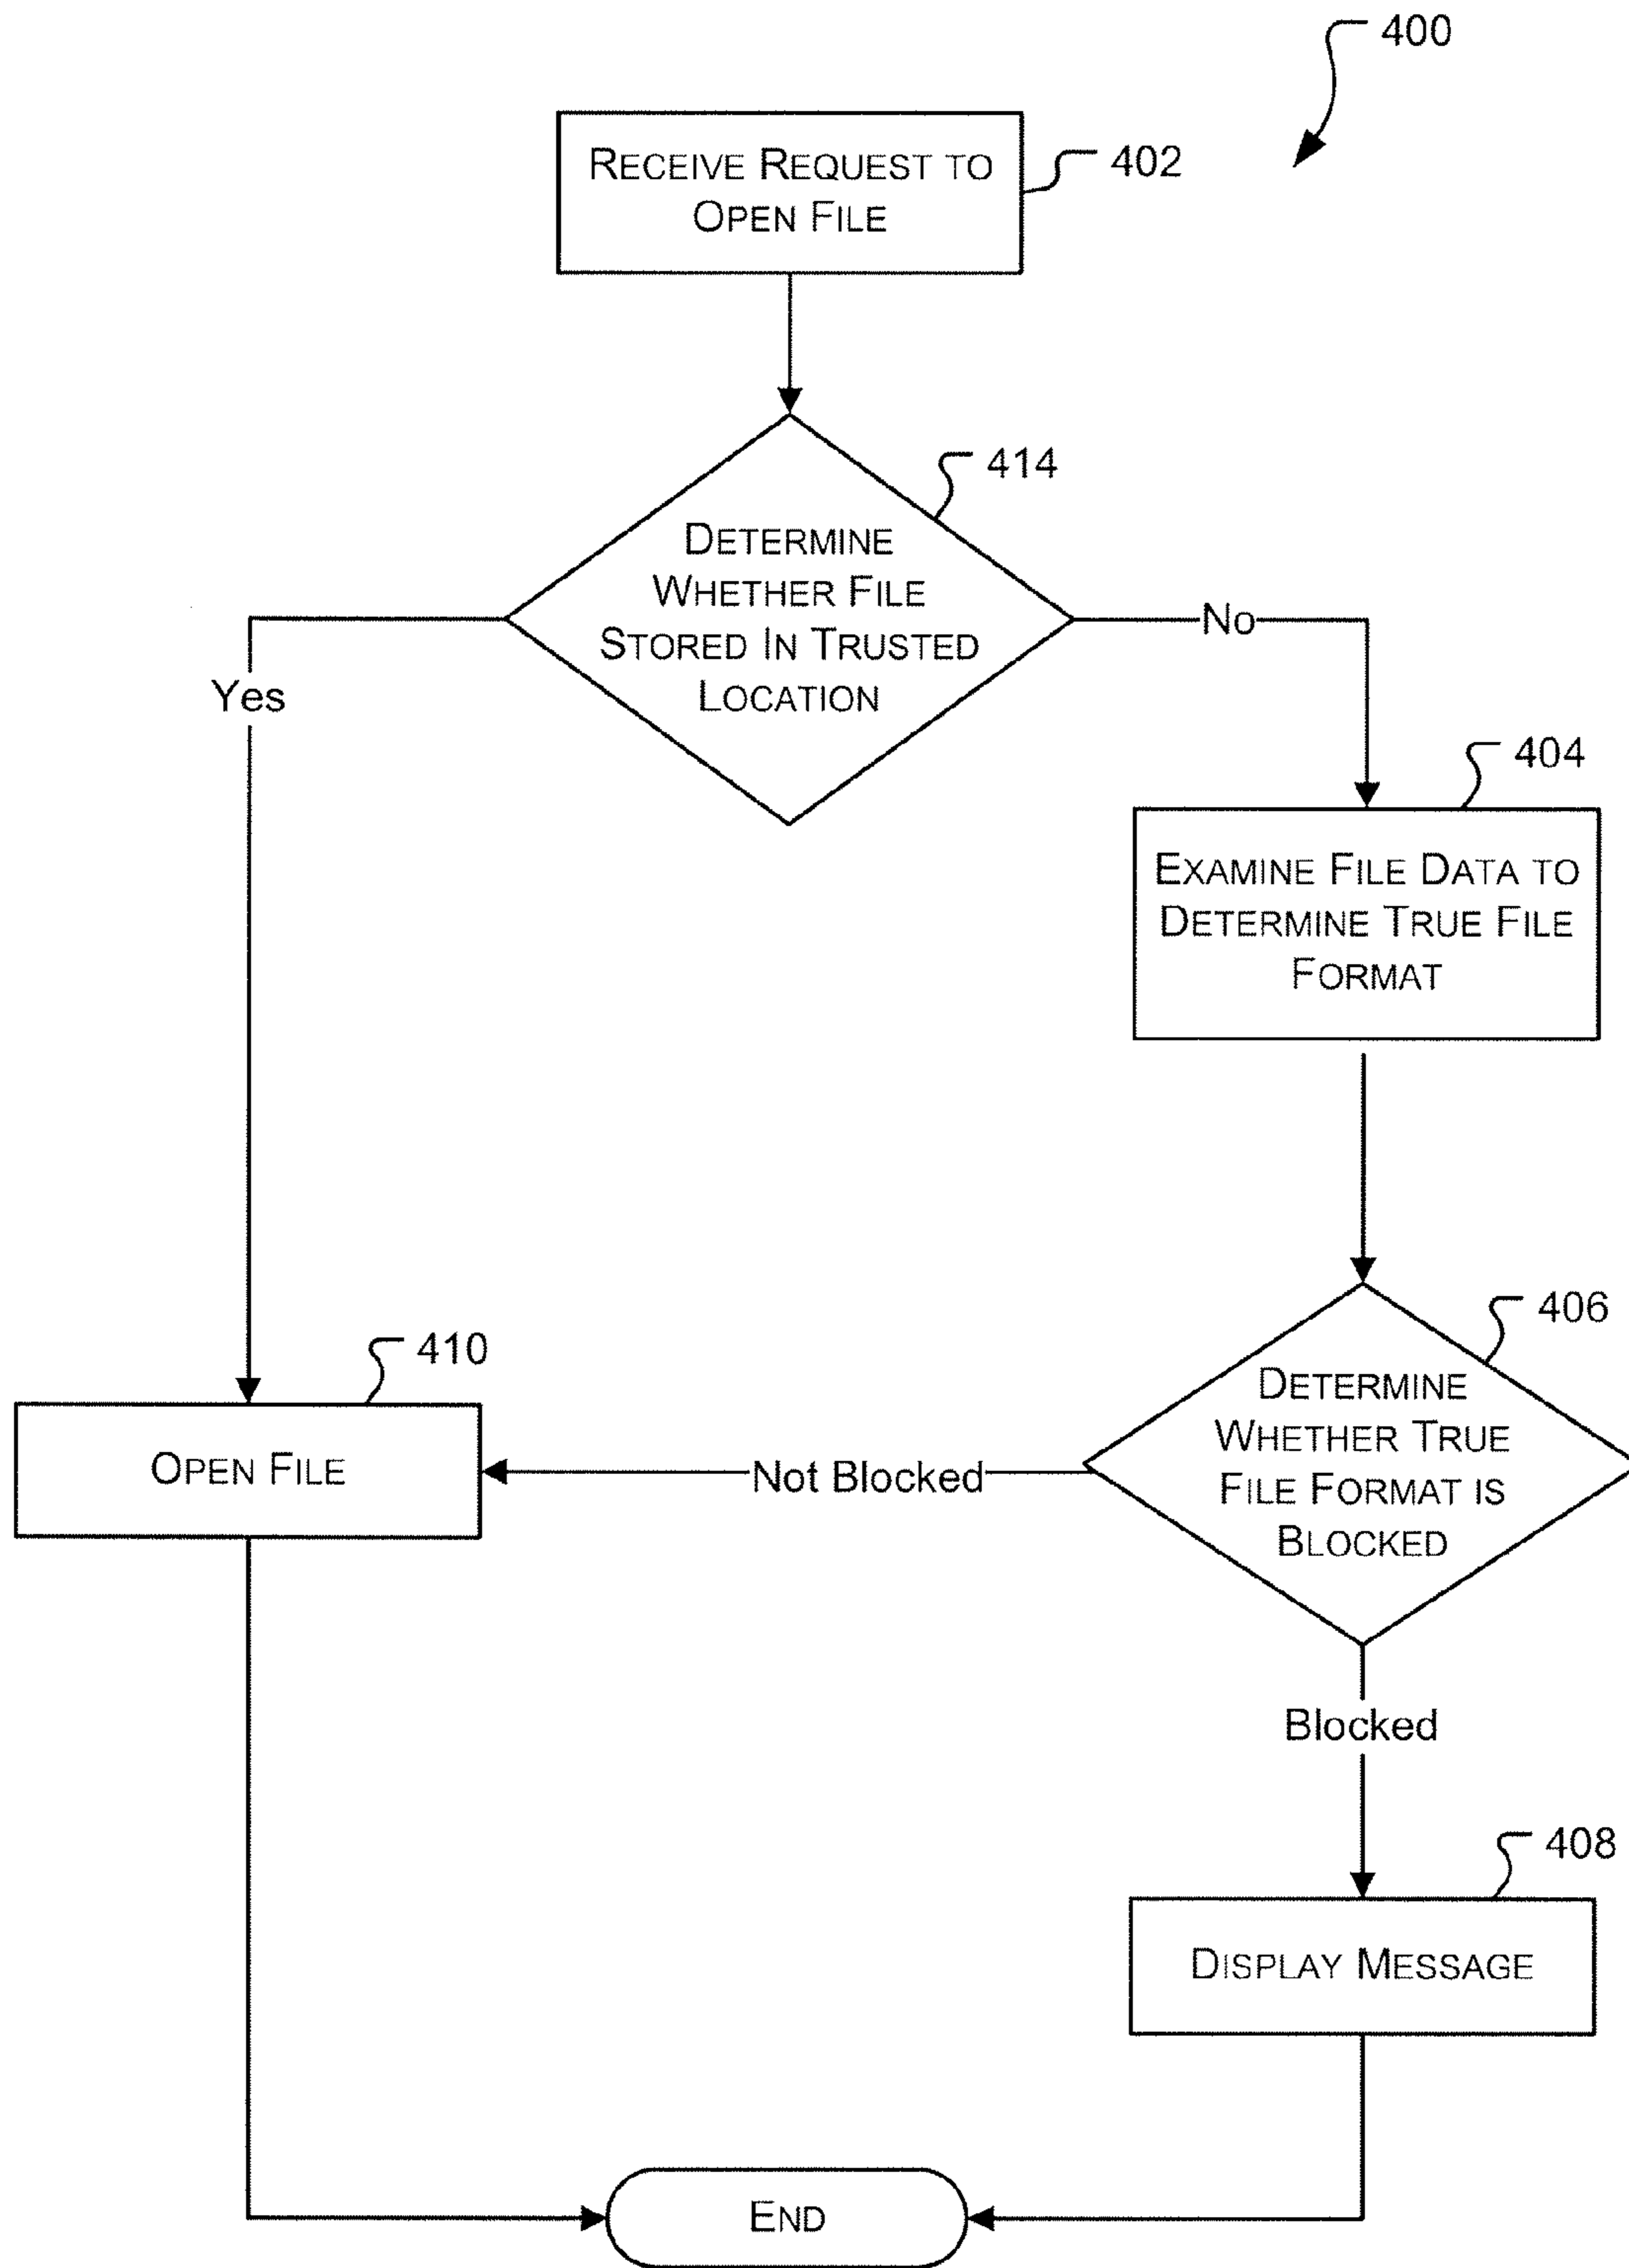 400
RECEIVE REQUEST TO
OPEN FILE
402
414
DETERMINE
WHETHER FILE
STORED IN TRUSTED
LOCATION
Yes
No
404
EXAMINE FILE DATA TO
DETERMINE TRUE FILE
FORMAT
406
DETERMINE
WHETHER TRUE
FILE FORMAT IS
BLOCKED
410
OPEN FILE
Not Blocked
Blocked
408
DISPLAY MESSAGE
END